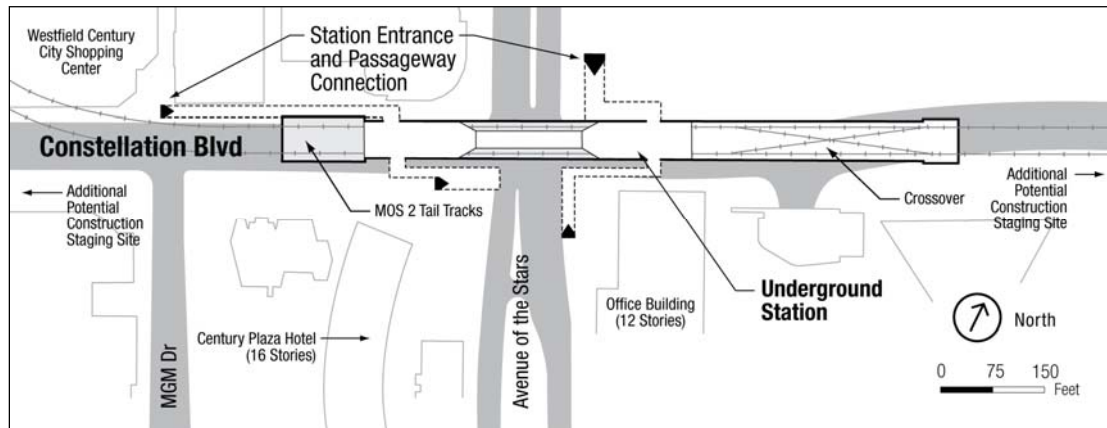 Westfield Century
City Shopping
Center
Station Entrance
and Passageway
Connection
Constellation Blvd
Additional
Potential
Construction
Staging Site
MOS 2 Tail Tracks
Crossover
Additional
Potential
Construction
Staging Site
MGM Dr
Century Plaza Hotel
(16 Stories)
Avenue of the Stars
Office Building
(12 Stories)
Underground
Station
North
0 75 150
Feet